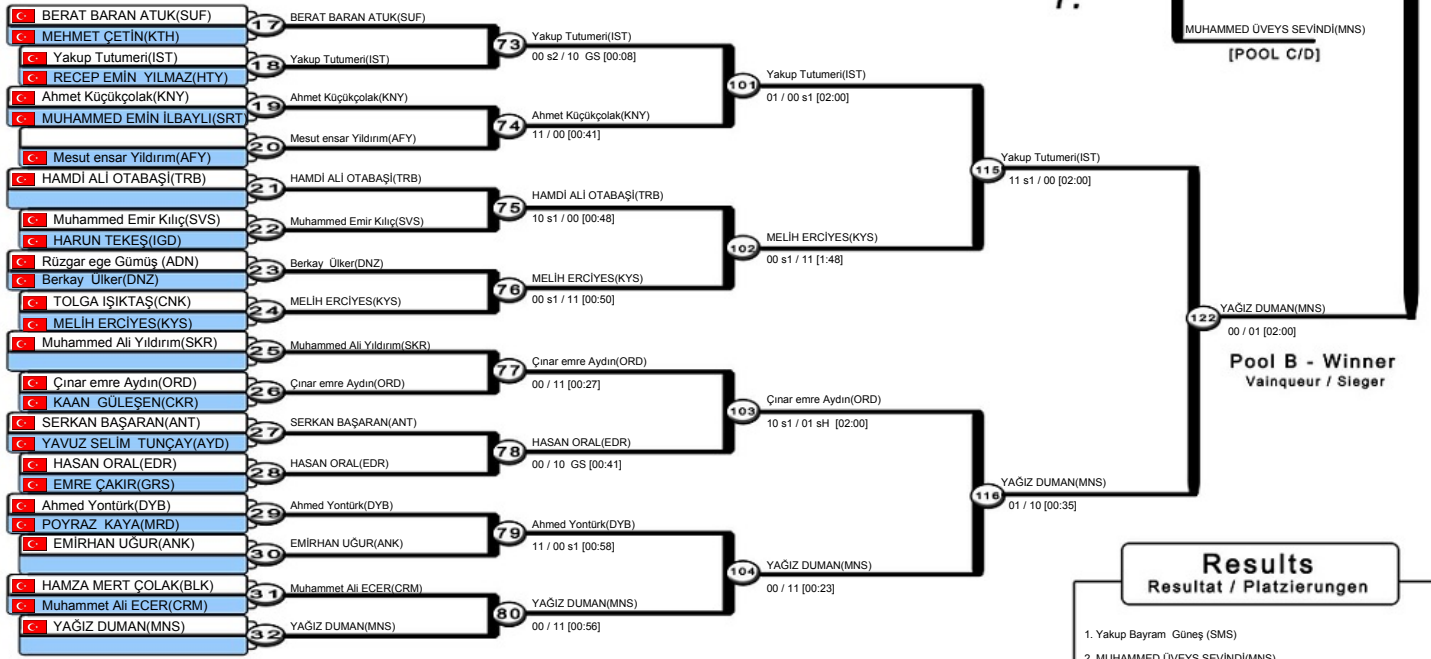 BERAT BARAN ATUK(SUF)
MEHMET ÇETİN(KTH)
Yakup Tutumeri(IST)
RECEP EMİN YILMAZ(HTY)
Ahmet Küçükçolak(KNY)
MUHAMMED EMİN İLBAYLI(SRT)
Mesut ensar Yildırım(AFY)
HAMDİ ALİ OTABAŞİ(TRB)
Muhammed Emir Kılıç(SVS)
HARUN TEKEŞ(IGD)
Rüzgar ege Gümüş (ADN)
Berkay Ülker(DNZ)
TOLGA IŞIKTAŞ(CNK)
MELİH ERCİYES(KYS)
Muhammed Ali Yıldırım(SKR)
Çınar emre Aydın(ORD)
KAAN GÜLEŞEN(CKR)
SERKAN BAŞARAN(ANT)
YAVUZ SELİM TUNÇAY(AYD)
HASAN ORAL(EDR)
EMRE ÇAKIR(GRS)
Ahmed Yontürk(DYB)
POYRAZ KAYA(MRD)
EMİRHAN UĞUR(ANK)
HAMZA MERT ÇOLAK(BLK)
Muhammet Ali ECER(CRM)
YAĞIZ DUMAN(MNS)
17 BERAT BARAN ATUK(SUF)
18 Yakup Tutumeri(IST)
19 Ahmet Küçükçolak(KNY)
20 Mesut ensar Yildırım(AFY)
21 HAMDİ ALİ OTABAŞİ(TRB)
22 Muhammed Emir Kılıç(SVS)
23 Berkay Ülker(DNZ)
24 MELİH ERCİYES(KYS)
25 Muhammed Ali Yıldırım(SKR)
26 Çınar emre Aydın(ORD)
27 SERKAN BAŞARAN(ANT)
28 HASAN ORAL(EDR)
29 Ahmed Yontürk(DYB)
30 EMİRHAN UĞUR(ANK)
31 Muhammet Ali ECER(CRM)
32 YAĞIZ DUMAN(MNS)
73 Yakup Tutumeri(IST)
00 s2 / 10 GS [00:08]
74 Ahmet Küçükçolak(KNY)
11 / 00 [00:41]
75 HAMDİ ALİ OTABAŞİ(TRB)
10 s1 / 00 [00:48]
76 MELİH ERCİYES(KYS)
00 s1 / 11 [00:50]
77 Çınar emre Aydın(ORD)
00 / 11 [00:27]
78 HASAN ORAL(EDR)
00 / 10 GS [00:41]
79 Ahmed Yontürk(DYB)
11 / 00 s1 [00:58]
80 YAĞIZ DUMAN(MNS)
00 / 11 [00:56]
101 Yakup Tutumeri(IST)
01 / 00 s1 [02:00]
102 MELİH ERCİYES(KYS)
00 s1 / 11 [1:48]
103 Çınar emre Aydın(ORD)
10 s1 / 01 sH [02:00]
104 YAĞIZ DUMAN(MNS)
00 / 11 [00:23]
115 Yakup Tutumeri(IST)
11 s1 / 00 [02:00]
116 YAĞIZ DUMAN(MNS)
01 / 10 [00:35]
MUHAMMED ÜVEYS SEVİNDİ(MNS)
[POOL C/D]
122 YAĞIZ DUMAN(MNS)
00 / 01 [02:00]
Pool B - Winner
Vainqueur / Sieger
Results
Resultat / Platzierungen
1. Yakup Bayram Güneş (SMS)
2. MUHAMMED ÜVEYS SEVİNDİ(MNS)